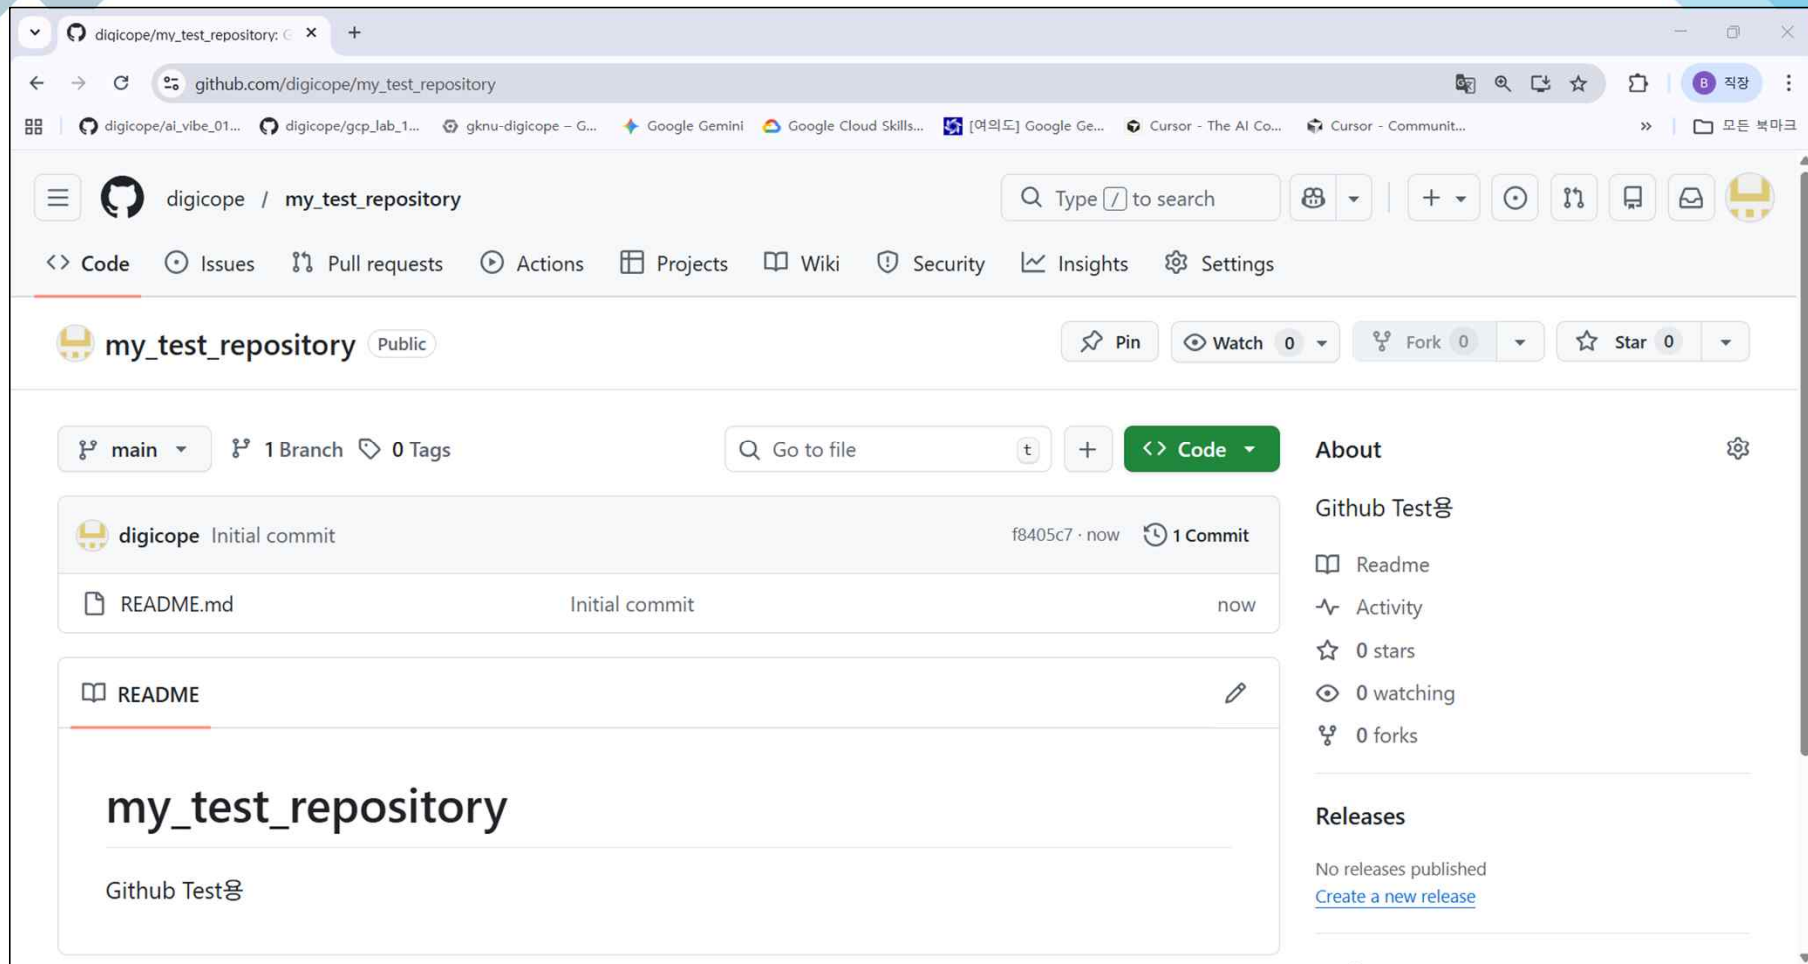 digicope/my_test_repository: G
github.com/digicope/my_test_repository
B 직장
digicope/ai_vibe_01... digicope/gcp_lab_1... gknu-digicope – G... Google Gemini Google Cloud Skills... [여의도] Google Ge... Cursor - The AI Co... Cursor - Communit... » 모든 북마크
digicope / my_test_repository Type / to search
Code Issues Pull requests Actions Projects Wiki Security Insights Settings
my_test_repository Public Pin Watch 0 Fork 0 Star 0
main 1 Branch 0 Tags Go to file t Code
About
Github Test용
digicope Initial commit f8405c7 · now 1 Commit
README.md Initial commit now
Readme
Activity
0 stars
0 watching
0 forks
README
my_test_repository
Github Test용
Releases
No releases published
Create a new release